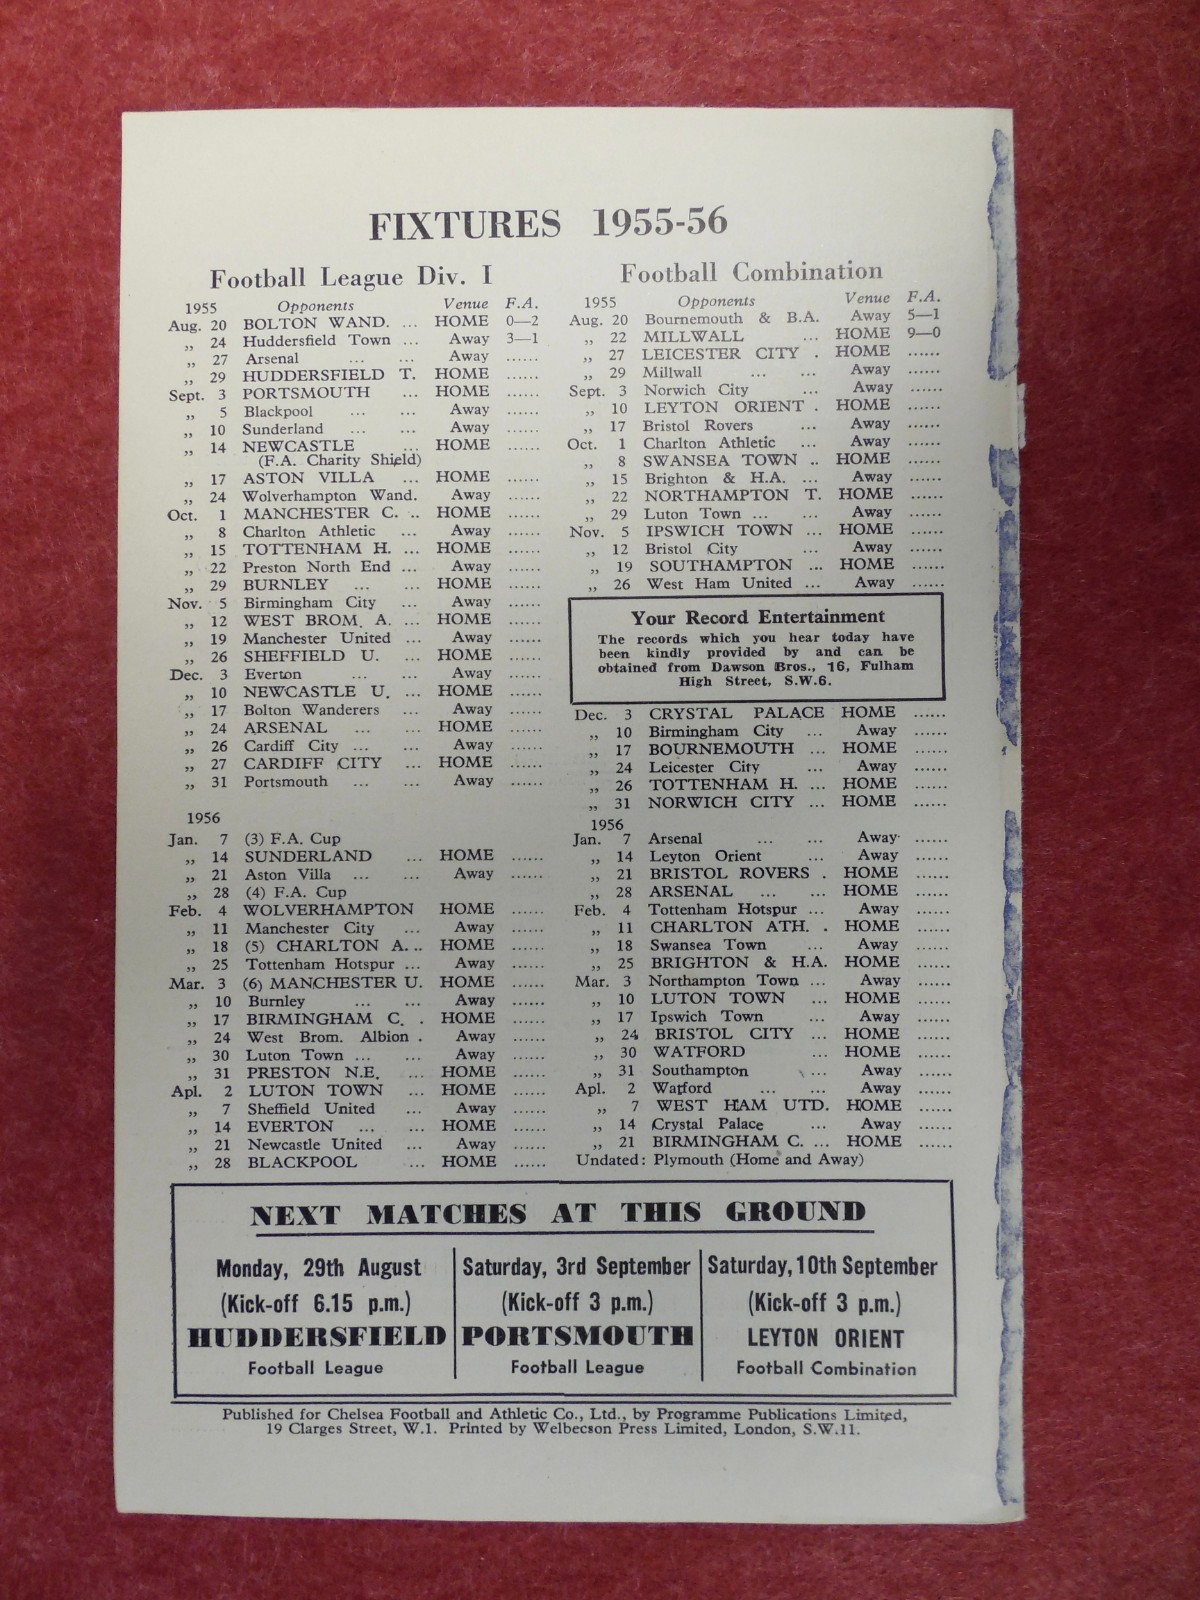 FIXTURES 1955-56
Football League Div. I
1955 Opponents Venue F.A.
Aug. 20 BOLTON WAND. ... HOME 0—2
„ 24 Huddersfield Town ... Away 3—1
„ 27 Arsenal ... ... Away ......
„ 29 HUDDERSFIELD T. HOME ......
Sept. 3 PORTSMOUTH ... HOME ......
„ 5 Blackpool ... ... Away ......
„ 10 Sunderland ... ... Away ......
„ 14 NEWCASTLE ... HOME ......
(F.A. Charity Shield)
„ 17 ASTON VILLA ... HOME ......
„ 24 Wolverhampton Wand. Away ......
Oct. 1 MANCHESTER C. .. HOME ......
„ 8 Charlton Athletic ... Away ......
„ 15 TOTTENHAM H. ... HOME ......
„ 22 Preston North End ... Away ......
„ 29 BURNLEY ... ... HOME ......
Nov. 5 Birmingham City ... Away ......
„ 12 WEST BROM. A. ... HOME ......
„ 19 Manchester United ... Away ......
„ 26 SHEFFIELD U. ... HOME ......
Dec. 3 Everton ... ... Away ......
„ 10 NEWCASTLE U. ... HOME ......
„ 17 Bolton Wanderers ... Away ......
„ 24 ARSENAL ... ... HOME ......
„ 26 Cardiff City ... ... Away ......
„ 27 CARDIFF CITY ... HOME ......
„ 31 Portsmouth ... ... Away ......
1956
Jan. 7 (3) F.A. Cup
„ 14 SUNDERLAND ... HOME ......
„ 21 Aston Villa ... ... Away ......
„ 28 (4) F.A. Cup
Feb. 4 WOLVERHAMPTON HOME ......
„ 11 Manchester City ... Away ......
„ 18 (5) CHARLTON A. .. HOME ......
„ 25 Tottenham Hotspur ... Away ......
Mar. 3 (6) MANCHESTER U. HOME ......
„ 10 Burnley ... ... Away ......
„ 17 BIRMINGHAM C. . HOME ......
„ 24 West Brom. Albion . Away ......
„ 30 Luton Town ... ... Away ......
„ 31 PRESTON N.E. ... HOME ......
Apl. 2 LUTON TOWN ... HOME ......
„ 7 Sheffield United ... Away ......
„ 14 EVERTON ... ... HOME ......
„ 21 Newcastle United ... Away ......
„ 28 BLACKPOOL ... HOME ......
Football Combination
1955 Opponents Venue F.A.
Aug. 20 Bournemouth & B.A. Away 5—1
„ 22 MILLWALL ... HOME 9—0
„ 27 LEICESTER CITY . HOME ......
„ 29 Millwall ... ... Away ......
Sept. 3 Norwich City ... Away ......
„ 10 LEYTON ORIENT . HOME ......
„ 17 Bristol Rovers ... Away ......
Oct. 1 Charlton Athletic ... Away ......
„ 8 SWANSEA TOWN .. HOME ......
„ 15 Brighton & H.A. ... Away ......
„ 22 NORTHAMPTON T. HOME ......
„ 29 Luton Town ... ... Away ......
Nov. 5 IPSWICH TOWN ... HOME ......
„ 12 Bristol City ... Away ......
„ 19 SOUTHAMPTON ... HOME ......
„ 26 West Ham United ... Away ......
Your Record Entertainment
The records which you hear today have
been kindly provided by and can be
obtained from Dawson Bros., 16, Fulham
High Street, S.W.6.
Dec. 3 CRYSTAL PALACE HOME ......
„ 10 Birmingham City ... Away ......
„ 17 BOURNEMOUTH ... HOME ......
„ 24 Leicester City ... Away ......
„ 26 TOTTENHAM H. ... HOME ......
„ 31 NORWICH CITY ... HOME ......
1956
Jan. 7 Arsenal ... ... Away ......
„ 14 Leyton Orient ... Away ......
„ 21 BRISTOL ROVERS . HOME ......
„ 28 ARSENAL ... ... HOME ......
Feb. 4 Tottenham Hotspur ... Away ......
„ 11 CHARLTON ATH. . HOME ......
„ 18 Swansea Town ... Away ......
„ 25 BRIGHTON & H.A. HOME ......
Mar. 3 Northampton Town ... Away ......
„ 10 LUTON TOWN ... HOME ......
„ 17 Ipswich Town ... Away ......
„ 24 BRISTOL CITY ... HOME ......
„ 30 WATFORD ... HOME ......
„ 31 Southampton ... Away ......
Apl. 2 Watford ... ... Away ......
„ 7 WEST HAM UTD. HOME ......
„ 14 Crystal Palace ... Away ......
„ 21 BIRMINGHAM C. ... HOME ......
Undated: Plymouth (Home and Away)
NEXT MATCHES AT THIS GROUND
Monday, 29th August
(Kick-off 6.15 p.m.)
HUDDERSFIELD
Football League
Saturday, 3rd September
(Kick-off 3 p.m.)
PORTSMOUTH
Football League
Saturday, 10th September
(Kick-off 3 p.m.)
LEYTON ORIENT
Football Combination
Published for Chelsea Football and Athletic Co., Ltd., by Programme Publications Limited,
19 Clarges Street, W.1. Printed by Welbecson Press Limited, London, S.W.11.